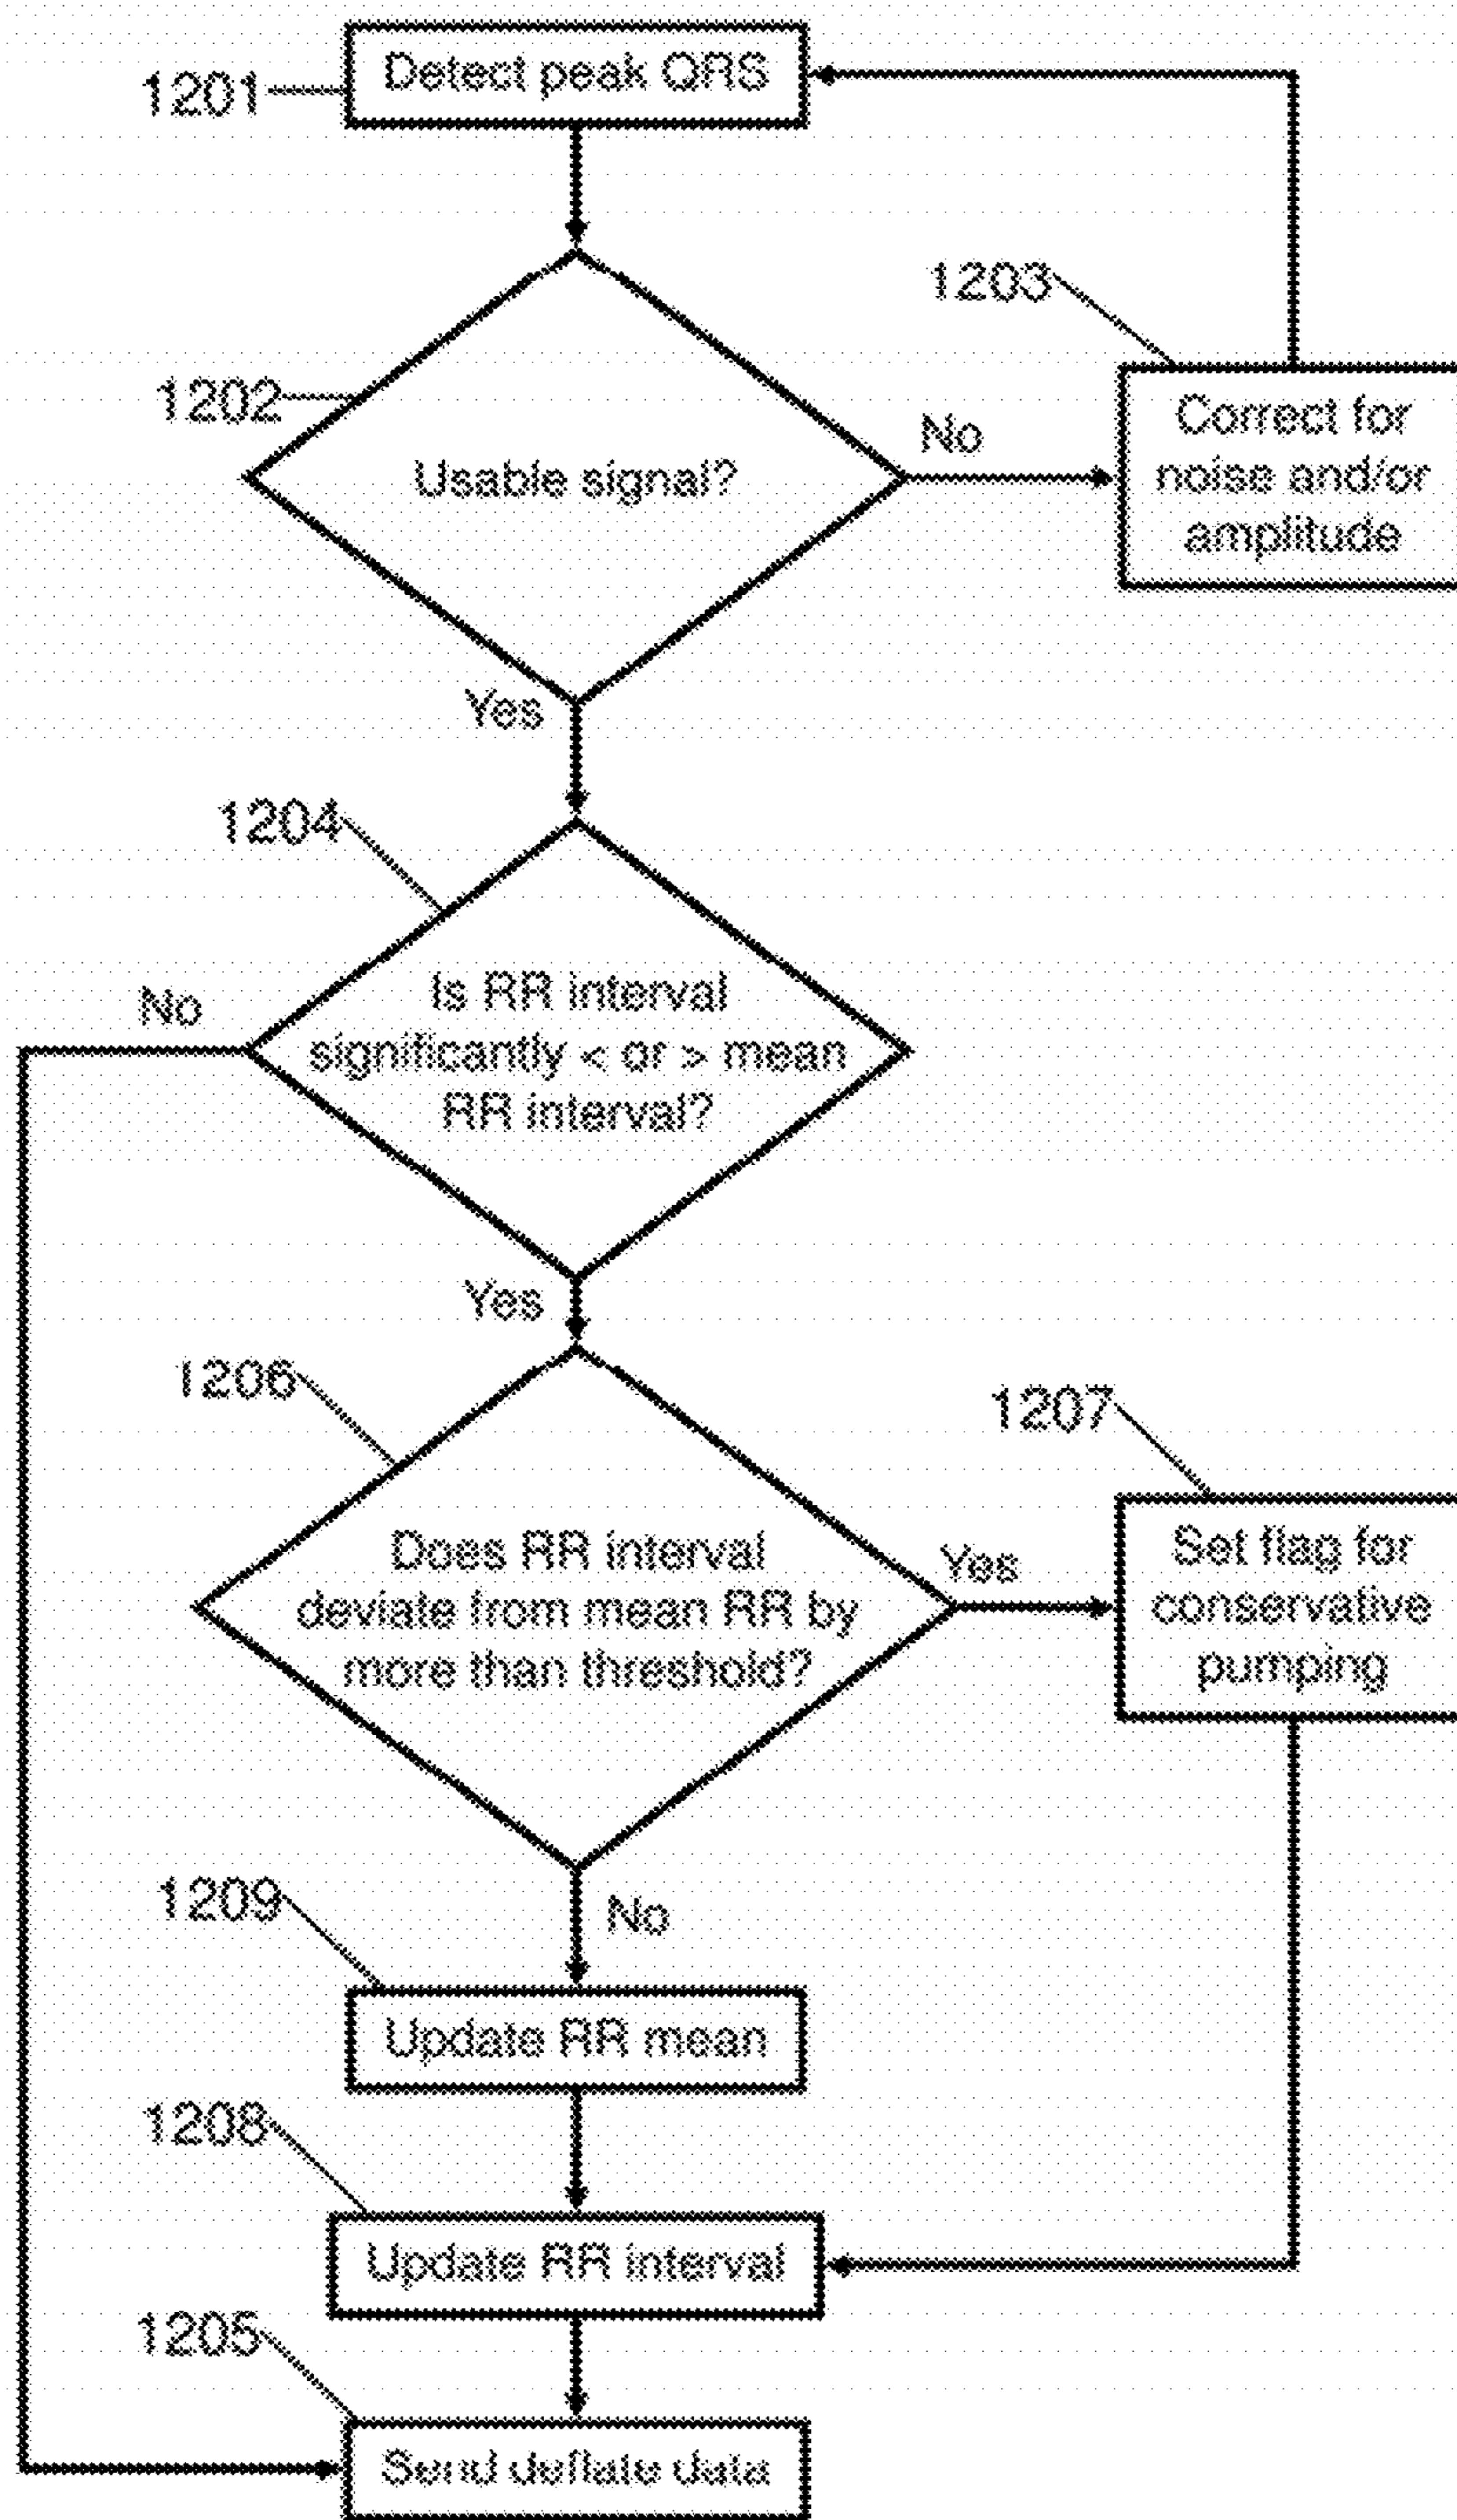 Detect peak QRS
1201
1203
1202
Usable signal?
No
Correct for
noise and/or
amplitude
Yes
1204
No
Is RR interval
significantly < or > mean
RR interval?
Yes
1206
1207
Does RR interval
deviate from mean RR by
more than threshold?
Yes
Set flag for
conservative
pumping
1209
No
Update RR mean
1208
Update RR interval
1205
Send deflate data